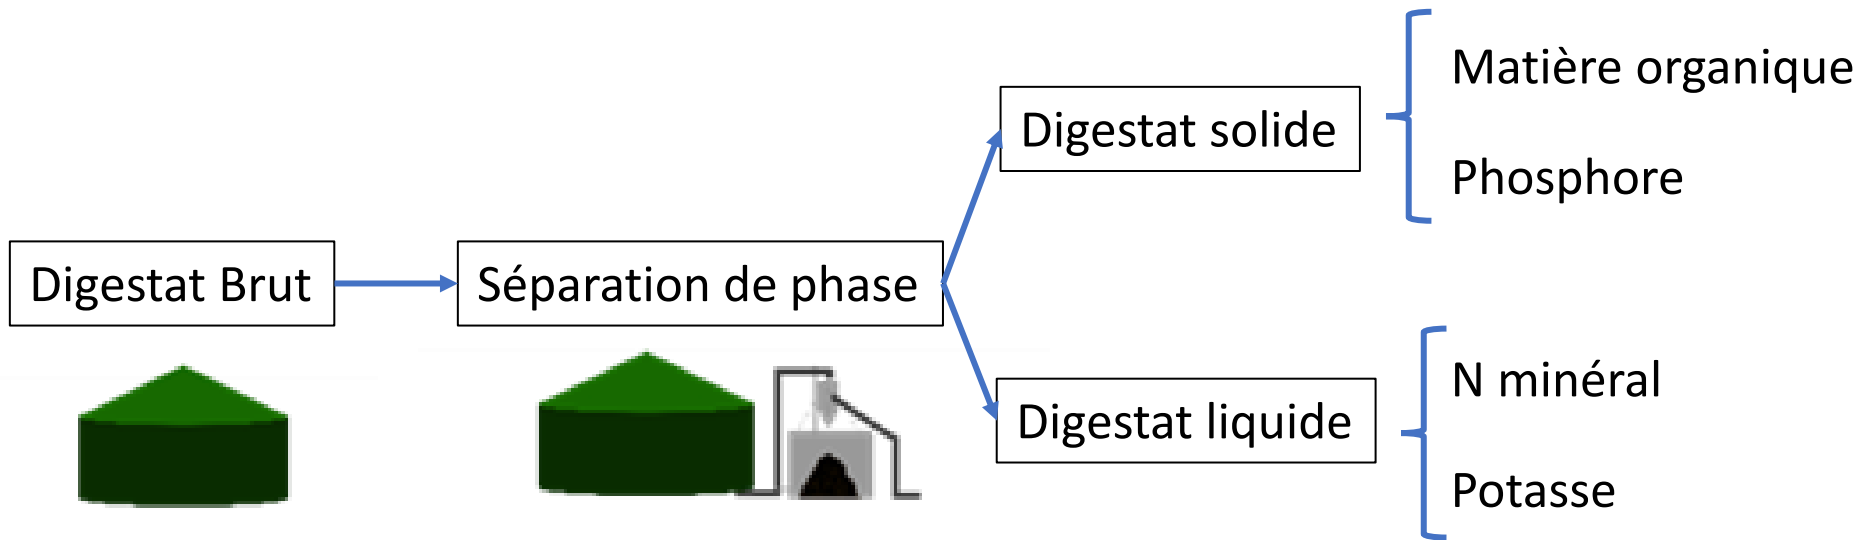 Digestat Brut
Séparation de phase
Digestat solide
Matière organique
Phosphore
Digestat liquide
N minéral
Potasse